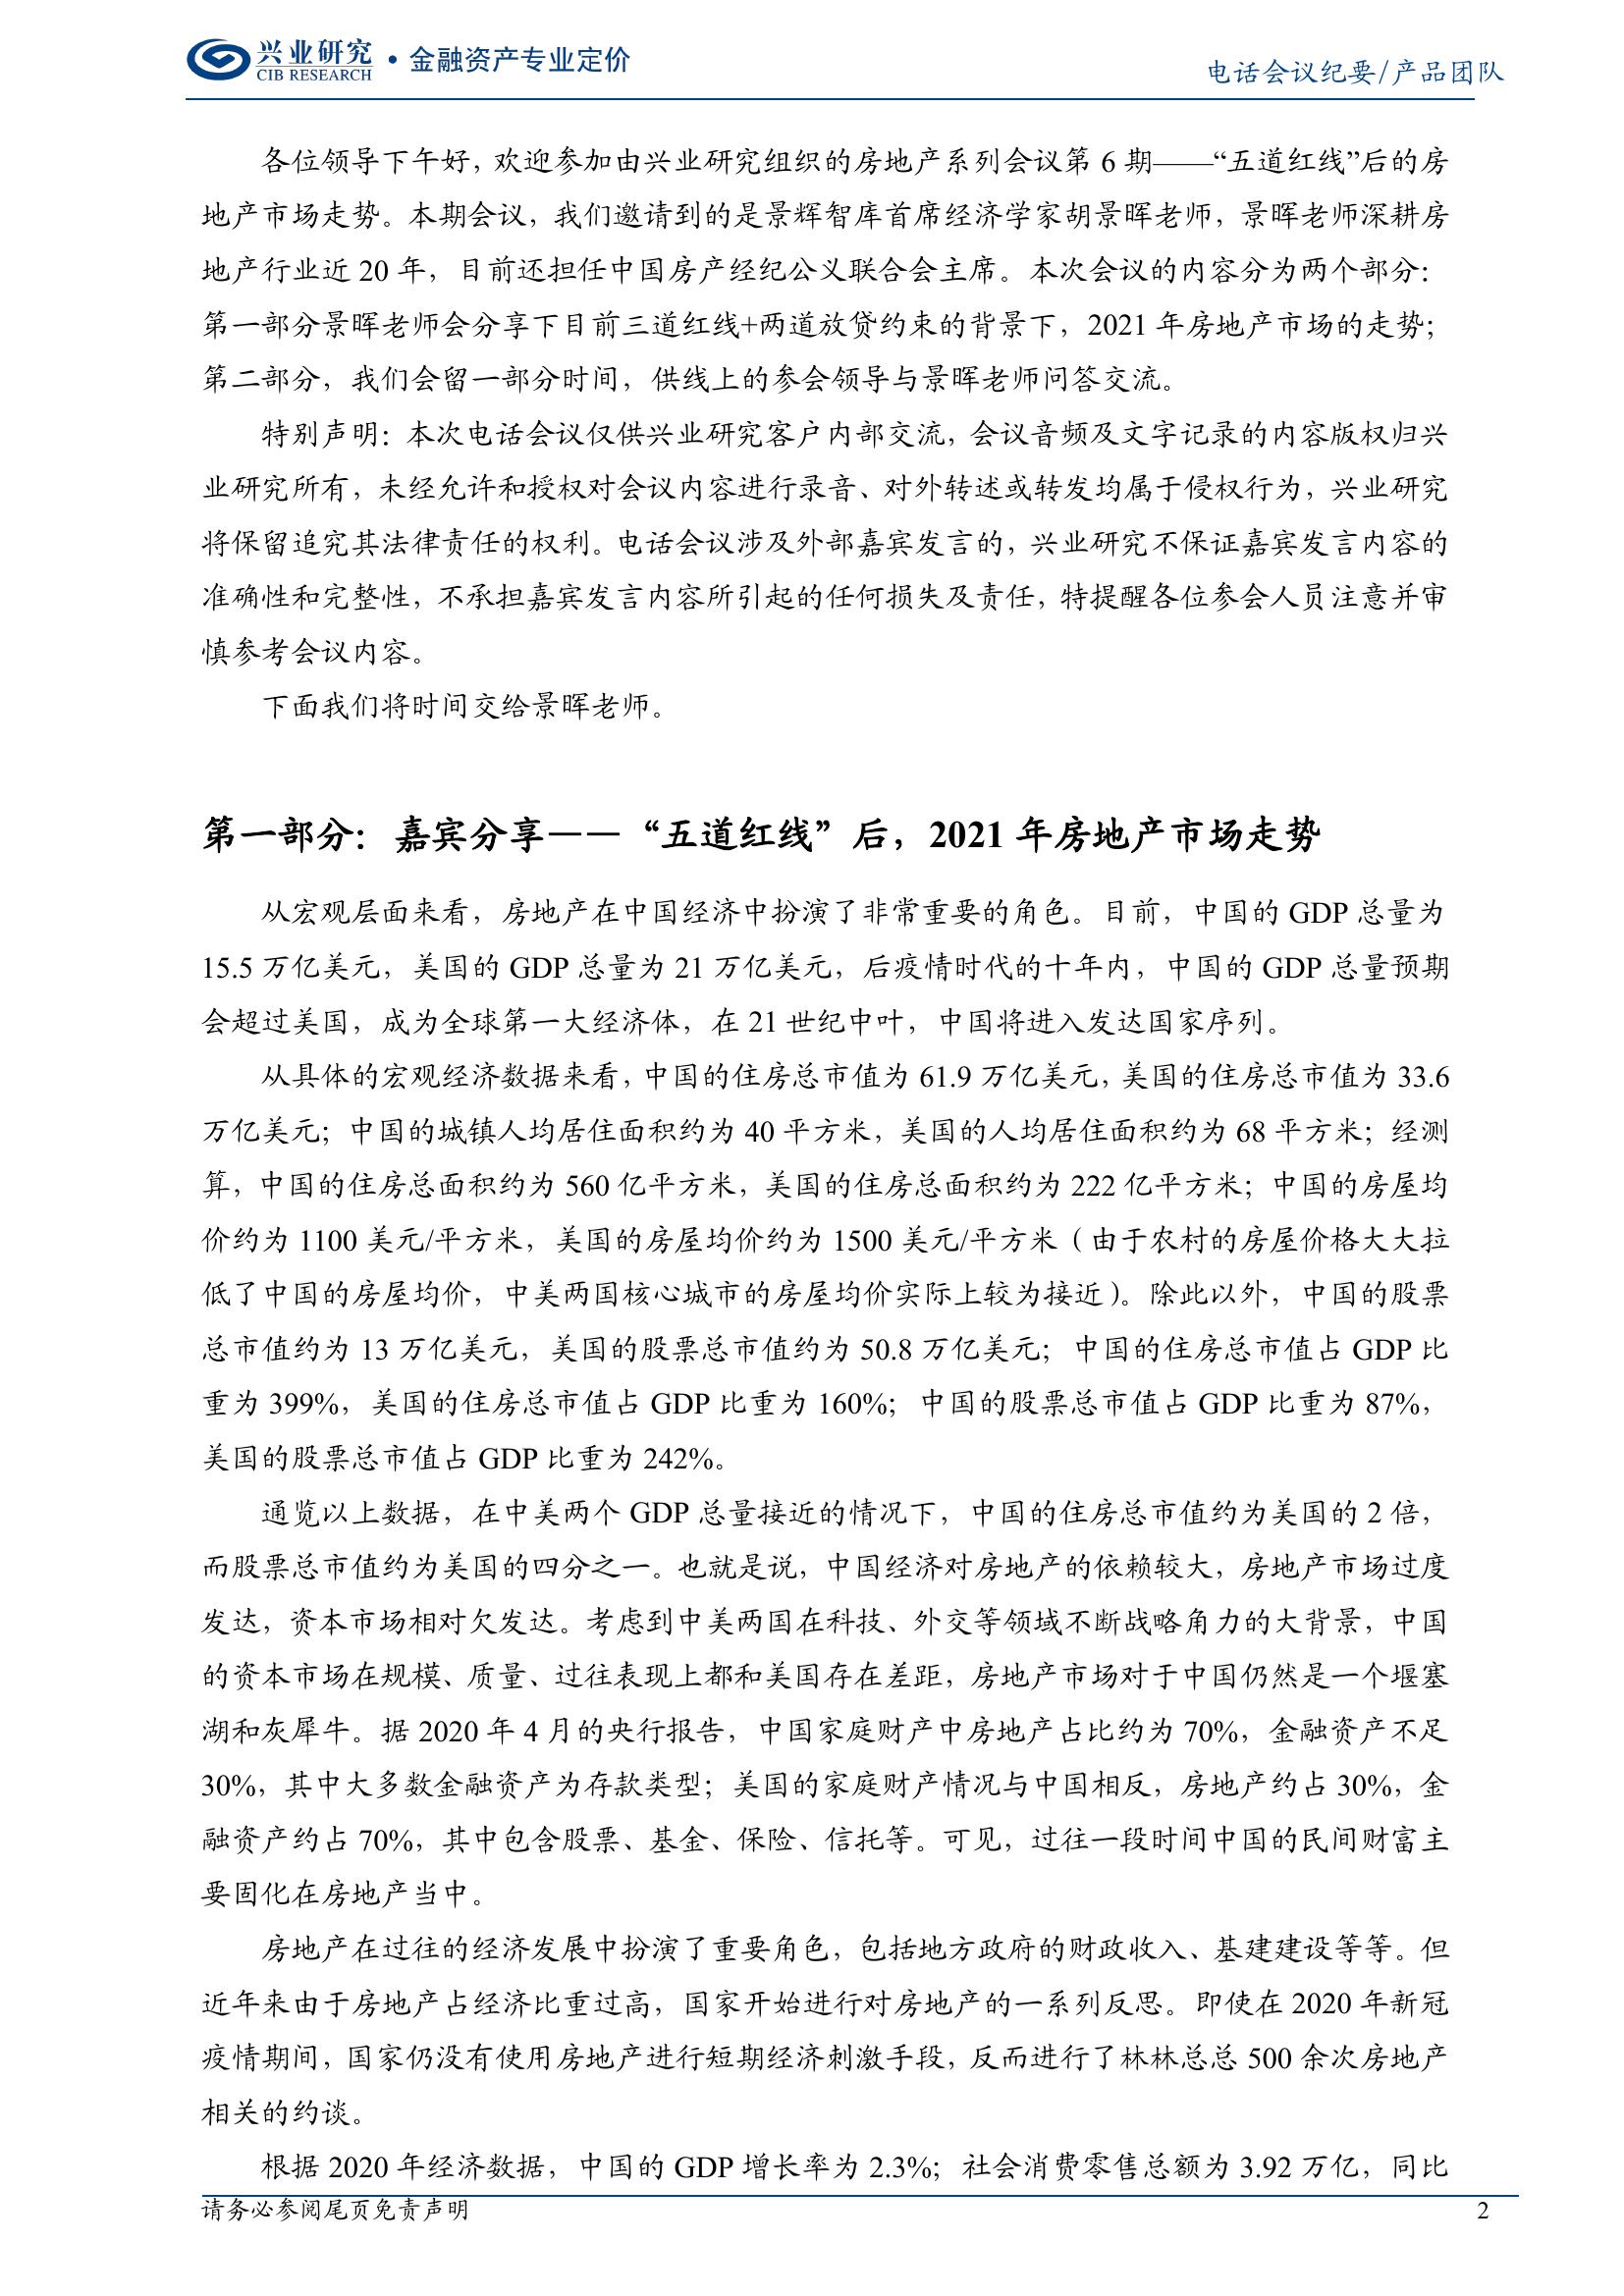 兴业研究
CIB RESEARCH
·金融资产专业定价
电话会议纪要/产品团队
各位领导下午好，欢迎参加由兴业研究组织的房地产系列会议第 6 期——“五道红线”后的房
地产市场走势。本期会议，我们邀请到的是景辉智库首席经济学家胡景晖老师，景晖老师深耕房
地产行业近 20 年，目前还担任中国房产经纪公义联合会主席。本次会议的内容分为两个部分：
第一部分景晖老师会分享下目前三道红线+两道放贷约束的背景下，2021 年房地产市场的走势；
第二部分，我们会留一部分时间，供线上的参会领导与景晖老师问答交流。
特别声明：本次电话会议仅供兴业研究客户内部交流，会议音频及文字记录的内容版权归兴
业研究所有，未经允许和授权对会议内容进行录音、对外转述或转发均属于侵权行为，兴业研究
将保留追究其法律责任的权利。电话会议涉及外部嘉宾发言的，兴业研究不保证嘉宾发言内容的
准确性和完整性，不承担嘉宾发言内容所引起的任何损失及责任，特提醒各位参会人员注意并审
慎参考会议内容。
下面我们将时间交给景晖老师。
第一部分：嘉宾分享——“五道红线”后，2021 年房地产市场走势
从宏观层面来看，房地产在中国经济中扮演了非常重要的角色。目前，中国的 GDP 总量为
15.5 万亿美元，美国的 GDP 总量为 21 万亿美元，后疫情时代的十年内，中国的 GDP 总量预期
会超过美国，成为全球第一大经济体，在 21 世纪中叶，中国将进入发达国家序列。
从具体的宏观经济数据来看，中国的住房总市值为 61.9 万亿美元，美国的住房总市值为 33.6
万亿美元；中国的城镇人均居住面积约为 40 平方米，美国的人均居住面积约为 68 平方米；经测
算，中国的住房总面积约为 560 亿平方米，美国的住房总面积约为 222 亿平方米；中国的房屋均
价约为 1100 美元/平方米，美国的房屋均价约为 1500 美元/平方米（由于农村的房屋价格大大拉
低了中国的房屋均价，中美两国核心城市的房屋均价实际上较为接近）。除此以外，中国的股票
总市值约为 13 万亿美元，美国的股票总市值约为 50.8 万亿美元；中国的住房总市值占 GDP 比
重为 399%，美国的住房总市值占 GDP 比重为 160%；中国的股票总市值占 GDP 比重为 87%，
美国的股票总市值占 GDP 比重为 242%。
通览以上数据，在中美两个 GDP 总量接近的情况下，中国的住房总市值约为美国的 2 倍，
而股票总市值约为美国的四分之一。也就是说，中国经济对房地产的依赖较大，房地产市场过度
发达，资本市场相对欠发达。考虑到中美两国在科技、外交等领域不断战略角力的大背景，中国
的资本市场在规模、质量、过往表现上都和美国存在差距，房地产市场对于中国仍然是一个堰塞
湖和灰犀牛。据 2020 年 4 月的央行报告，中国家庭财产中房地产占比约为 70%，金融资产不足
30%，其中大多数金融资产为存款类型；美国的家庭财产情况与中国相反，房地产约占 30%，金
融资产约占 70%，其中包含股票、基金、保险、信托等。可见，过往一段时间中国的民间财富主
要固化在房地产当中。
房地产在过往的经济发展中扮演了重要角色，包括地方政府的财政收入、基建建设等等。但
近年来由于房地产占经济比重过高，国家开始进行对房地产的一系列反思。即使在 2020 年新冠
疫情期间，国家仍没有使用房地产进行短期经济刺激手段，反而进行了林林总总 500 余次房地产
相关的约谈。
根据 2020 年经济数据，中国的 GDP 增长率为 2.3%；社会消费零售总额为 3.92 万亿，同比
请务必参阅尾页免责声明
2